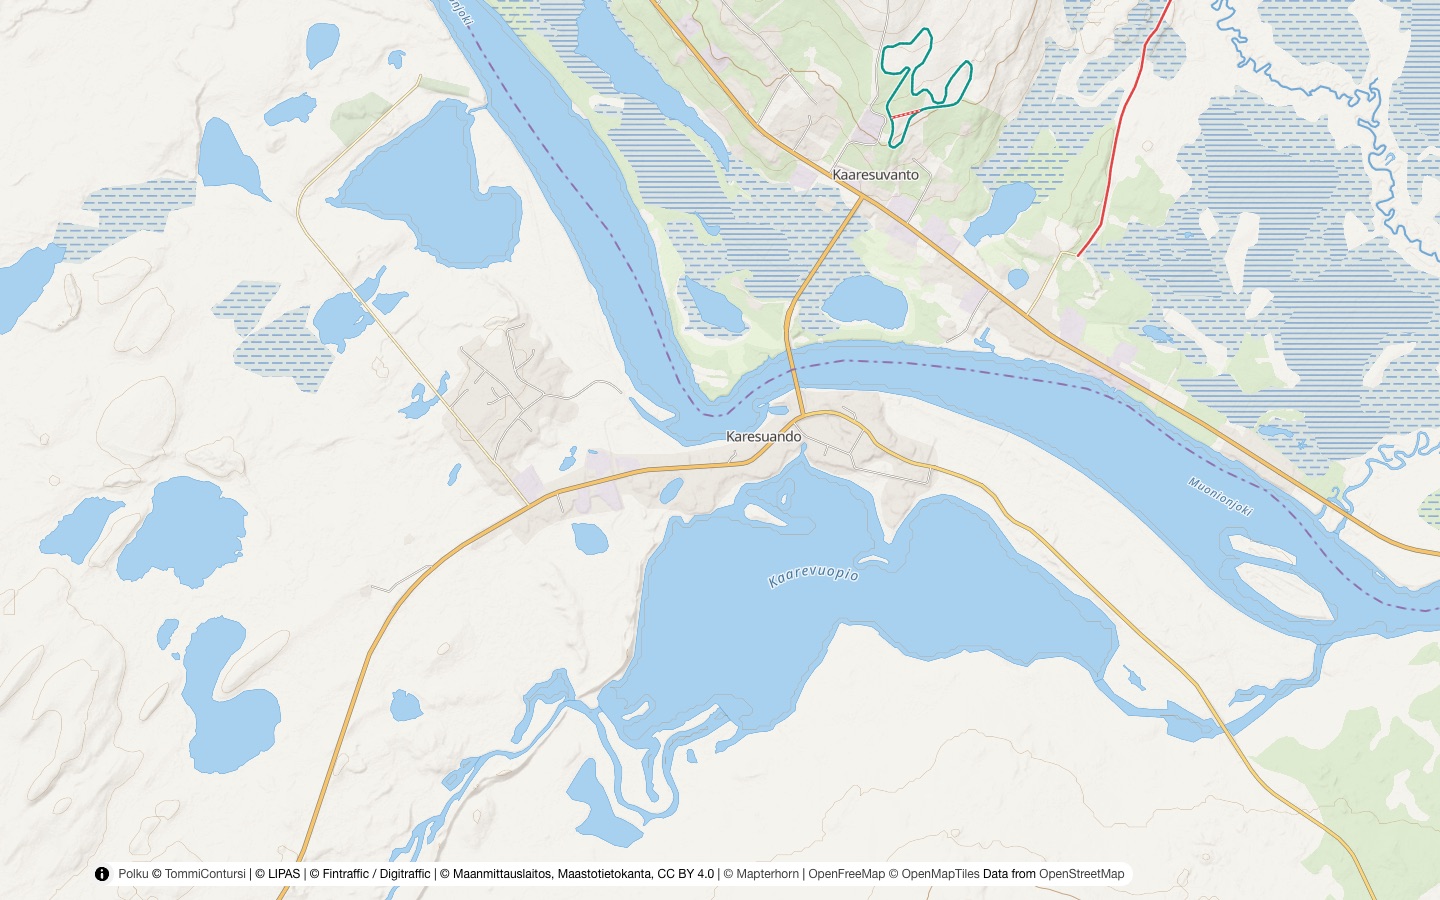 onjoki
Kaaresuvanto
Karesuando
Muonionjoki
Kaarevuopio
Polku © TommiContursi | © LIPAS | © Fintraffic / Digitraffic | © Maanmittauslaitos, Maastotietokanta, CC BY 4.0 | © Mapterhorn | OpenFreeMap © OpenMapTiles Data from OpenStreetMap